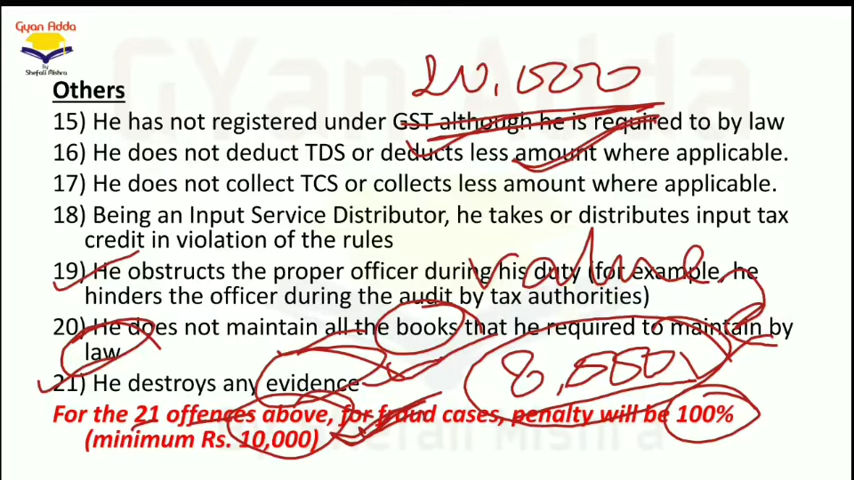 Gyan Adda
By
Shefali Mishra
20,000
Others
15) He has not registered under GST although he is required to by law
16) He does not deduct TDS or deducts less amount where applicable.
17) He does not collect TCS or collects less amount where applicable.
18) Being an Input Service Distributor, he takes or distributes input tax
credit in violation of the rules
value
19) He obstructs the proper officer during his duty (for example, he
hinders the officer during the audit by tax authorities)
20) He does not maintain all the books that he required to maintain by
law
8,000
21) He destroys any evidence
For the 21 offences above, for fraud cases, penalty will be 100%
(minimum Rs. 10,000)